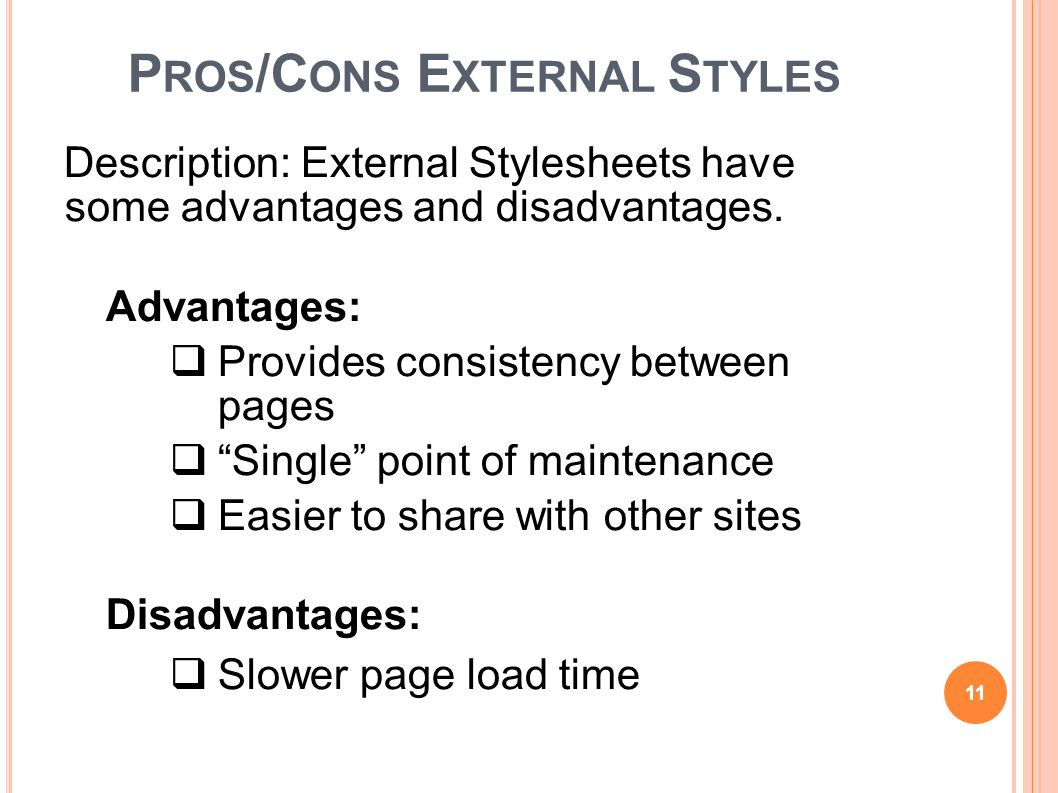 PROS/CONS EXTERNAL STYLES
Description: External Stylesheets have
some advantages and disadvantages.
Advantages:
❑ Provides consistency between
pages
❑ “Single” point of maintenance
❑ Easier to share with other sites
Disadvantages:
❑ Slower page load time
11